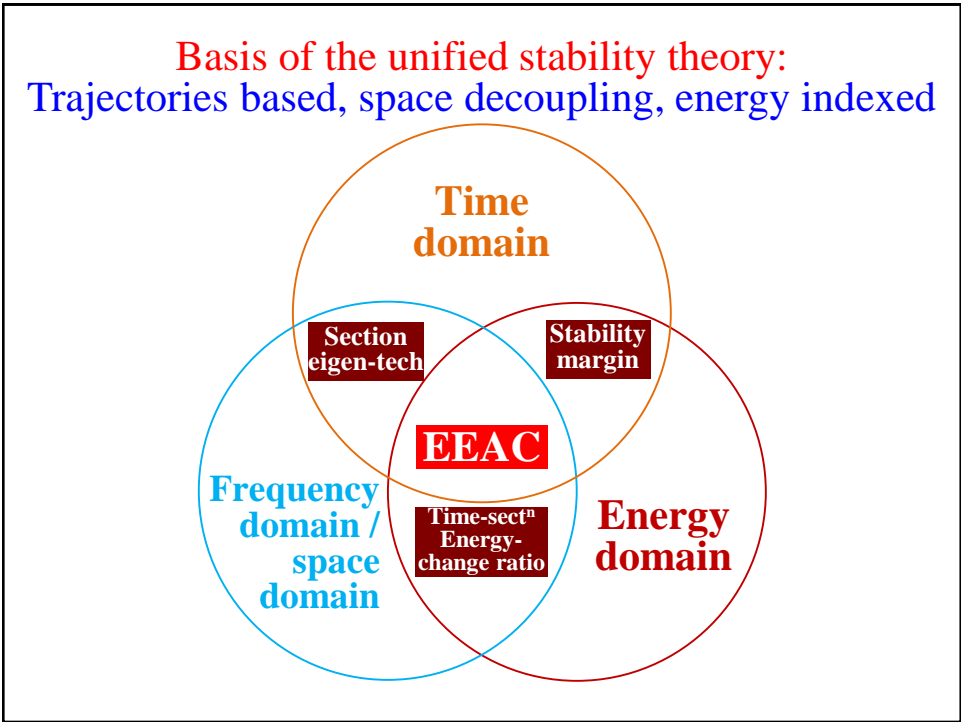 Basis of the unified stability theory:
Trajectories based, space decoupling, energy indexed
Time
domain
Section
eigen-tech
Stability
margin
EEAC
Frequency
domain /
space
domain
Time-sectⁿ
Energy-
change ratio
Energy
domain